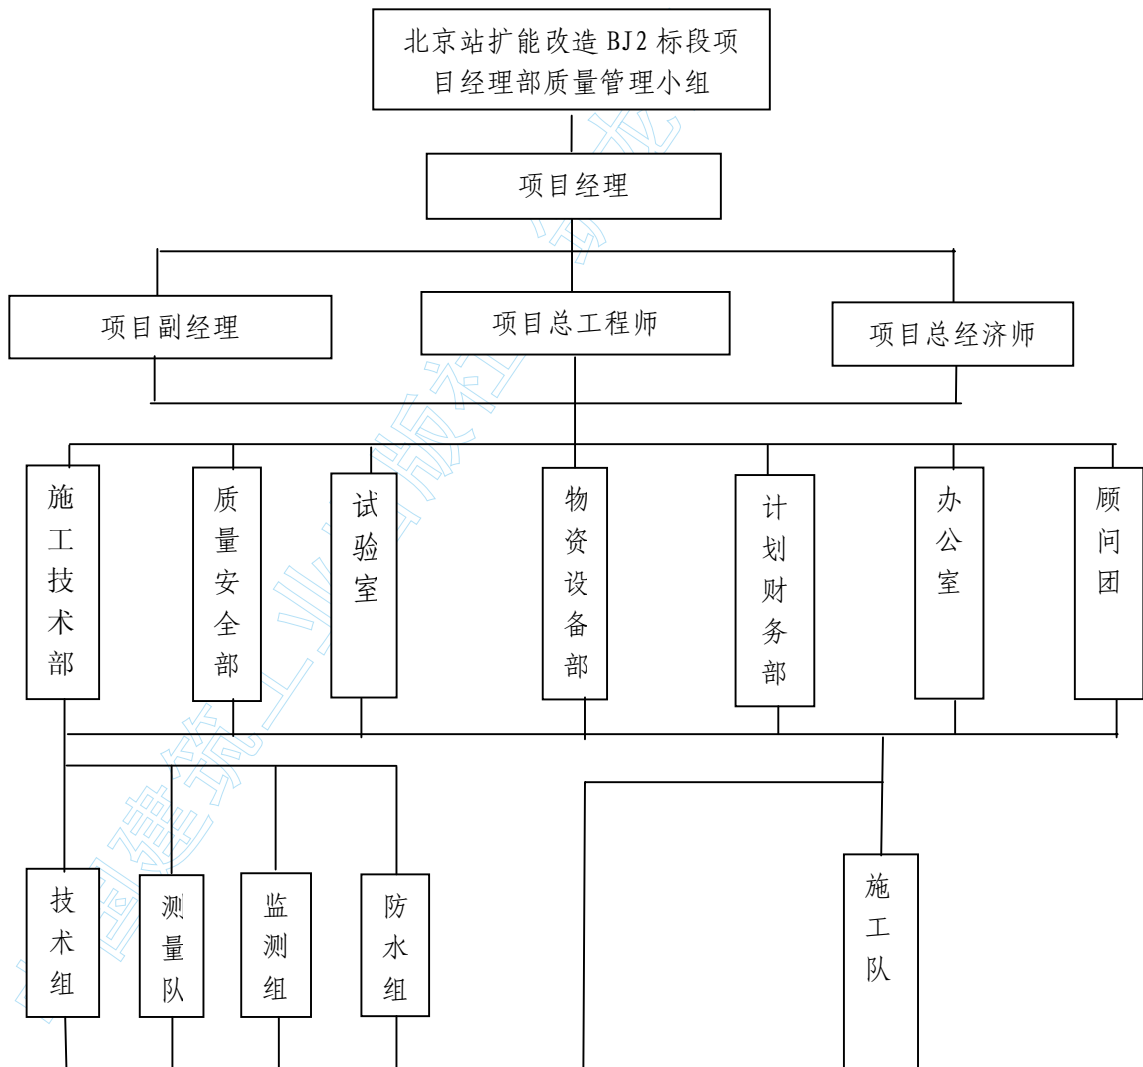 北京站扩能改造 BJ2 标段项
目经理部质量管理小组
项目经理
项目副经理
项目总工程师
项目总经济师
施工技术部
质量安全部
试验室
物资设备部
计划财务部
办公室
顾问团
技术组
测量队
监测组
防水组
施工队